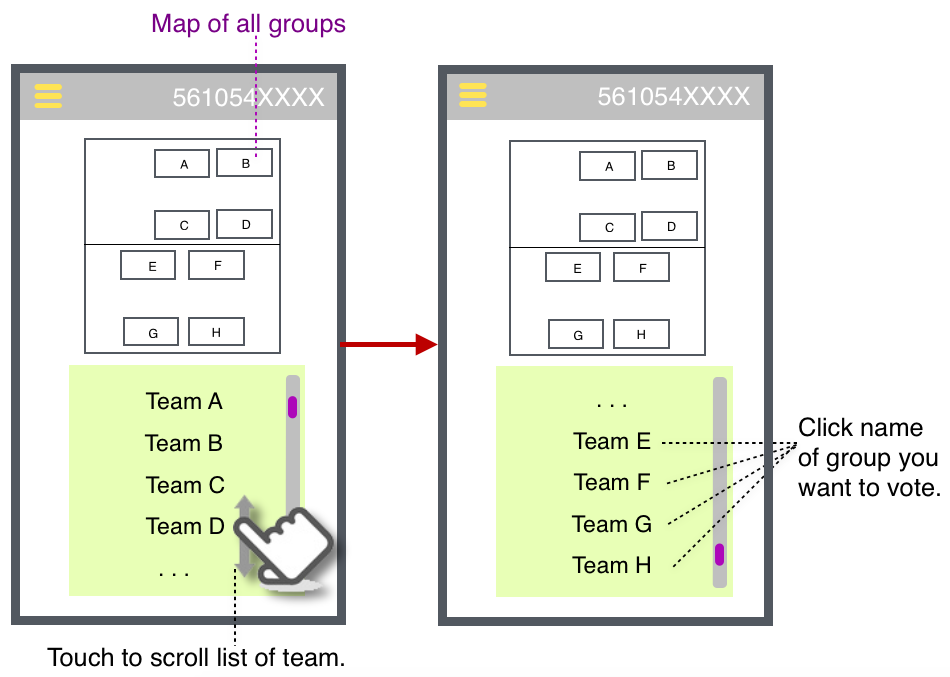 Map of all groups
561054XXXX
A B
C D
E F
G H
Team A
Team B
Team C
Team D
. . .
Touch to scroll list of team.
561054XXXX
A B
C D
E F
G H
. . .
Team E
Team F
Team G
Team H
Click name
of group you
want to vote.